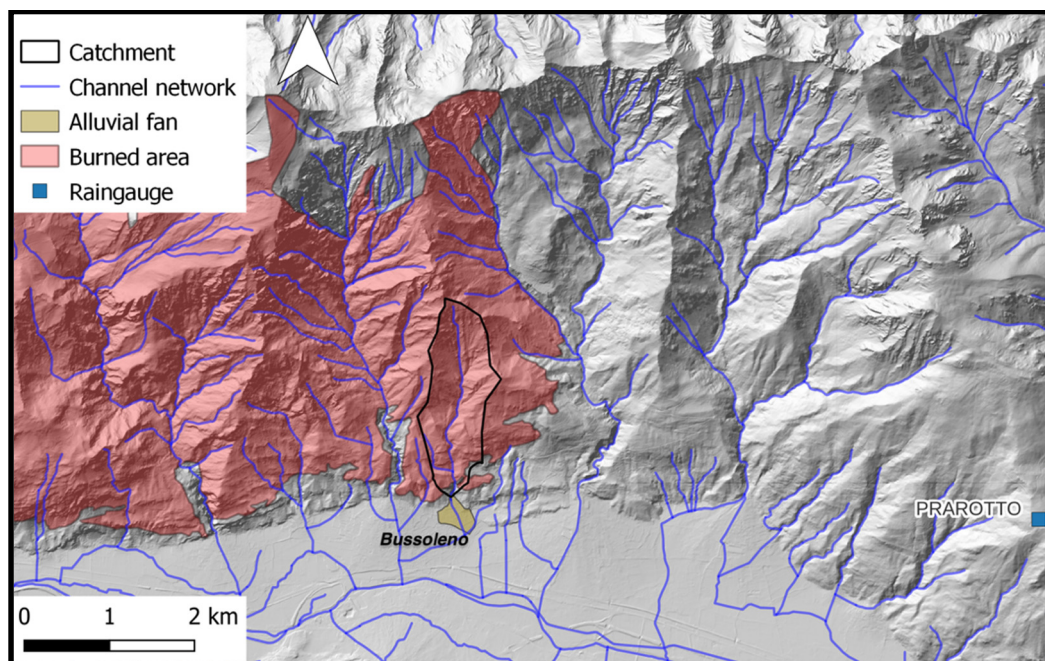 Catchment
Channel network
Alluvial fan
Burned area
Raingauge
PRAROTTO
Bussoleno
0 1 2 km